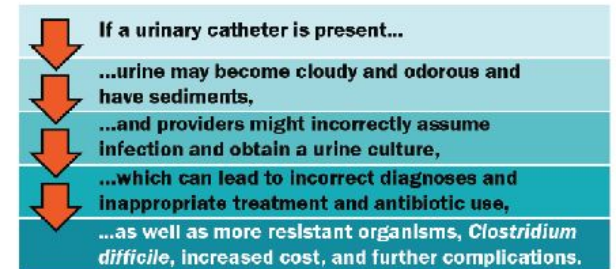 If a urinary catheter is present...
...urine may become cloudy and odorous and
have sediments,
...and providers might incorrectly assume
infection and obtain a urine culture,
...which can lead to incorrect diagnoses and
inappropriate treatment and antibiotic use,
...as well as more resistant organisms, Clostridium
difficile, increased cost, and further complications.